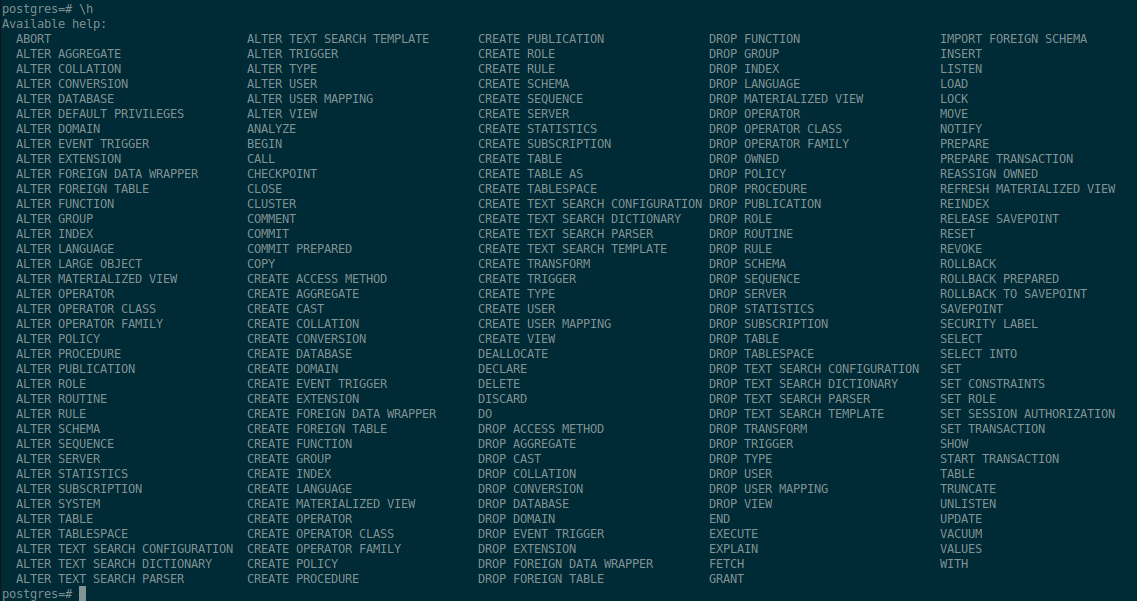 postgres=# \h
Available help:
  ABORT                            ALTER TEXT SEARCH TEMPLATE       CREATE PUBLICATION               DROP FUNCTION                    IMPORT FOREIGN SCHEMA
  ALTER AGGREGATE                  ALTER TRIGGER                    CREATE ROLE                      DROP GROUP                       INSERT
  ALTER COLLATION                  ALTER TYPE                       CREATE RULE                      DROP INDEX                       LISTEN
  ALTER CONVERSION                 ALTER USER                       CREATE SCHEMA                    DROP LANGUAGE                    LOAD
  ALTER DATABASE                   ALTER USER MAPPING               CREATE SEQUENCE                  DROP MATERIALIZED VIEW           LOCK
  ALTER DEFAULT PRIVILEGES         ALTER VIEW                       CREATE SERVER                    DROP OPERATOR                    MOVE
  ALTER DOMAIN                     ANALYZE                          CREATE STATISTICS                DROP OPERATOR CLASS              NOTIFY
  ALTER EVENT TRIGGER              BEGIN                            CREATE SUBSCRIPTION              DROP OPERATOR FAMILY             PREPARE
  ALTER EXTENSION                  CALL                             CREATE TABLE                     DROP OWNED                       PREPARE TRANSACTION
  ALTER FOREIGN DATA WRAPPER       CHECKPOINT                       CREATE TABLE AS                  DROP POLICY                      REASSIGN OWNED
  ALTER FOREIGN TABLE              CLOSE                            CREATE TABLESPACE                DROP PROCEDURE                   REFRESH MATERIALIZED VIEW
  ALTER FUNCTION                   CLUSTER                          CREATE TEXT SEARCH CONFIGURATION DROP PUBLICATION                 REINDEX
  ALTER GROUP                      COMMENT                          CREATE TEXT SEARCH DICTIONARY    DROP ROLE                        RELEASE SAVEPOINT
  ALTER INDEX                      COMMIT                           CREATE TEXT SEARCH PARSER        DROP ROUTINE                     RESET
  ALTER LANGUAGE                   COMMIT PREPARED                  CREATE TEXT SEARCH TEMPLATE      DROP RULE                        REVOKE
  ALTER LARGE OBJECT               COPY                             CREATE TRANSFORM                 DROP SCHEMA                      ROLLBACK
  ALTER MATERIALIZED VIEW          CREATE ACCESS METHOD             CREATE TRIGGER                   DROP SEQUENCE                    ROLLBACK PREPARED
  ALTER OPERATOR                   CREATE AGGREGATE                 CREATE TYPE                      DROP SERVER                      ROLLBACK TO SAVEPOINT
  ALTER OPERATOR CLASS             CREATE CAST                      CREATE USER                      DROP STATISTICS                  SAVEPOINT
  ALTER OPERATOR FAMILY            CREATE COLLATION                 CREATE USER MAPPING              DROP SUBSCRIPTION                SECURITY LABEL
  ALTER POLICY                     CREATE CONVERSION                CREATE VIEW                      DROP TABLE                       SELECT
  ALTER PROCEDURE                  CREATE DATABASE                  DEALLOCATE                       DROP TABLESPACE                  SELECT INTO
  ALTER PUBLICATION                CREATE DOMAIN                    DECLARE                          DROP TEXT SEARCH CONFIGURATION   SET
  ALTER ROLE                       CREATE EVENT TRIGGER             DELETE                           DROP TEXT SEARCH DICTIONARY      SET CONSTRAINTS
  ALTER ROUTINE                    CREATE EXTENSION                 DISCARD                          DROP TEXT SEARCH PARSER          SET ROLE
  ALTER RULE                       CREATE FOREIGN DATA WRAPPER      DO                               DROP TEXT SEARCH TEMPLATE        SET SESSION AUTHORIZATION
  ALTER SCHEMA                     CREATE FOREIGN TABLE             DROP ACCESS METHOD               DROP TRANSFORM                   SET TRANSACTION
  ALTER SEQUENCE                   CREATE FUNCTION                  DROP AGGREGATE                   DROP TRIGGER                     SHOW
  ALTER SERVER                     CREATE GROUP                     DROP CAST                        DROP TYPE                        START TRANSACTION
  ALTER STATISTICS                 CREATE INDEX                     DROP COLLATION                   DROP USER                        TABLE
  ALTER SUBSCRIPTION               CREATE LANGUAGE                  DROP CONVERSION                  DROP USER MAPPING                TRUNCATE
  ALTER SYSTEM                     CREATE MATERIALIZED VIEW         DROP DATABASE                    DROP VIEW                        UNLISTEN
  ALTER TABLE                      CREATE OPERATOR                  DROP DOMAIN                      END                              UPDATE
  ALTER TABLESPACE                 CREATE OPERATOR CLASS            DROP EVENT TRIGGER               EXECUTE                          VACUUM
  ALTER TEXT SEARCH CONFIGURATION  CREATE OPERATOR FAMILY           DROP EXTENSION                   EXPLAIN                          VALUES
  ALTER TEXT SEARCH DICTIONARY     CREATE POLICY                    DROP FOREIGN DATA WRAPPER        FETCH                            WITH
  ALTER TEXT SEARCH PARSER         CREATE PROCEDURE                 DROP FOREIGN TABLE               GRANT
postgres=#